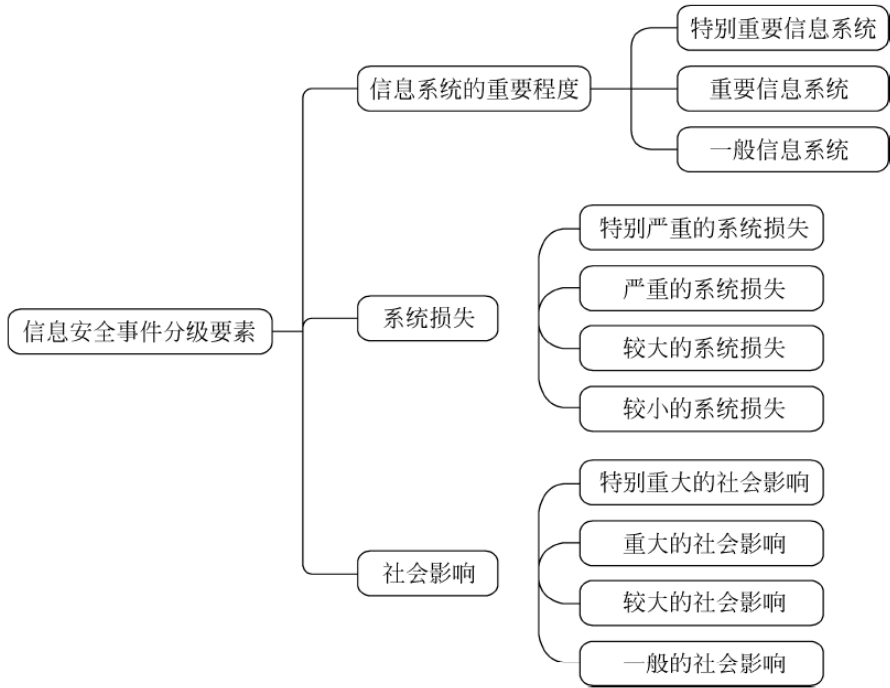 信息安全事件分级要素
信息系统的重要程度
特别重要信息系统
重要信息系统
一般信息系统
系统损失
特别严重的系统损失
严重的系统损失
较大的系统损失
较小的系统损失
社会影响
特别重大的社会影响
重大的社会影响
较大的社会影响
一般的社会影响